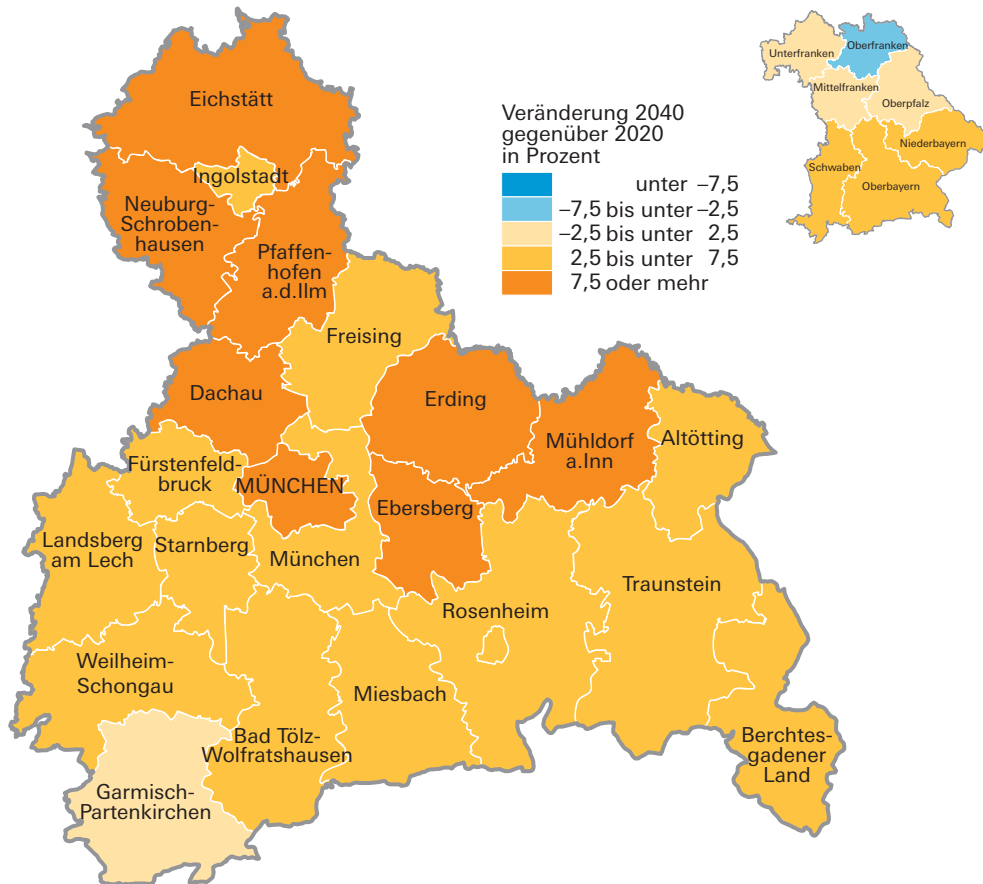 Eichstätt
Ingolstadt
Neuburg-
Schroben-
hausen
Pfaffen-
hofen
a.d.Ilm
Freising
Dachau
Erding
Mühldorf
a.Inn
Altötting
Fürstenfeld-
bruck
MÜNCHEN
Ebersberg
Landsberg
am Lech
Starnberg
München
Traunstein
Rosenheim
Weilheim-
Schongau
Miesbach
Bad Tölz-
Wolfratshausen
Berchtes-
gadener
Land
Garmisch-
Partenkirchen
Veränderung 2040
gegenüber 2020
in Prozent
unter –7,5
–7,5 bis unter –2,5
–2,5 bis unter 2,5
2,5 bis unter 7,5
7,5 oder mehr
Unterfranken
Oberfranken
Mittelfranken
Oberpfalz
Niederbayern
Schwaben
Oberbayern